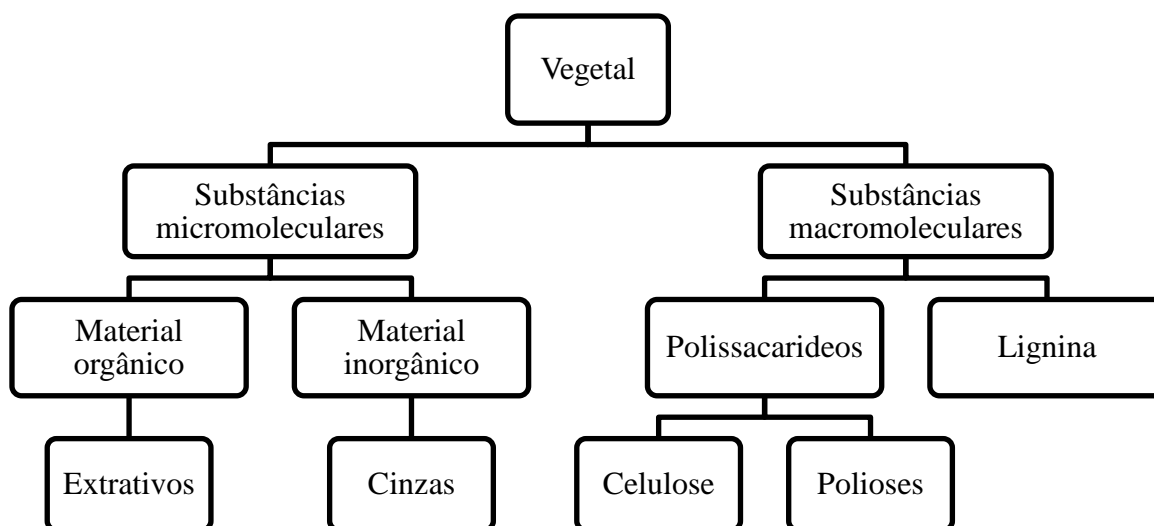 Vegetal
Substâncias
micromoleculares
Substâncias
macromoleculares
Material
orgânico
Material
inorgânico
Polissacarideos
Lignina
Extrativos
Cinzas
Celulose
Polioses